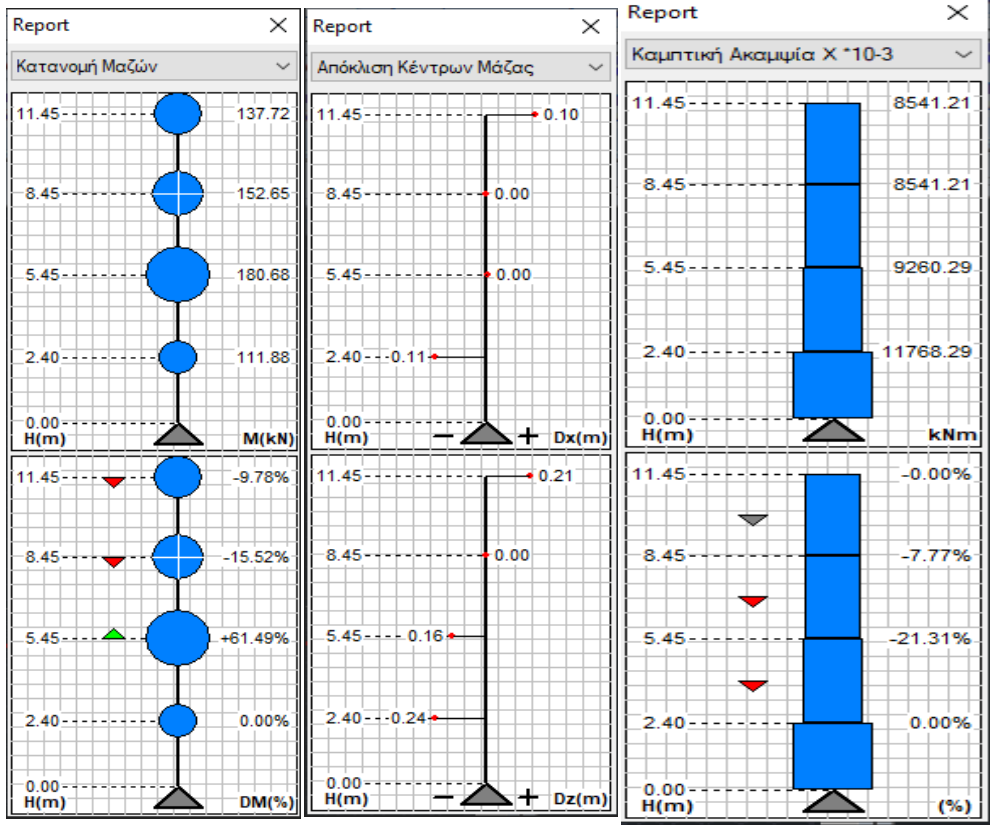 Report
Κατανομή Μαζών
11.45 137.72
8.45 152.65
5.45 180.68
2.40 111.88
0.00
H(m) M(kN)
11.45 -9.78%
8.45 -15.52%
5.45 +61.49%
2.40 0.00%
0.00
H(m) DM(%)
Report
Απόκλιση Κέντρων Μάζας
11.45 0.10
8.45 0.00
5.45 0.00
2.40 -0.11
0.00
H(m) − + Dx(m)
11.45 0.21
8.45 0.00
5.45 0.16
2.40 -0.24
0.00
H(m) − + Dz(m)
Report
Καμπτική Ακαμψία X *10-3
11.45 8541.21
8.45 8541.21
5.45 9260.29
2.40 11768.29
0.00
H(m) kNm
11.45 -0.00%
8.45 -7.77%
5.45 -21.31%
2.40 0.00%
0.00
H(m) (%)